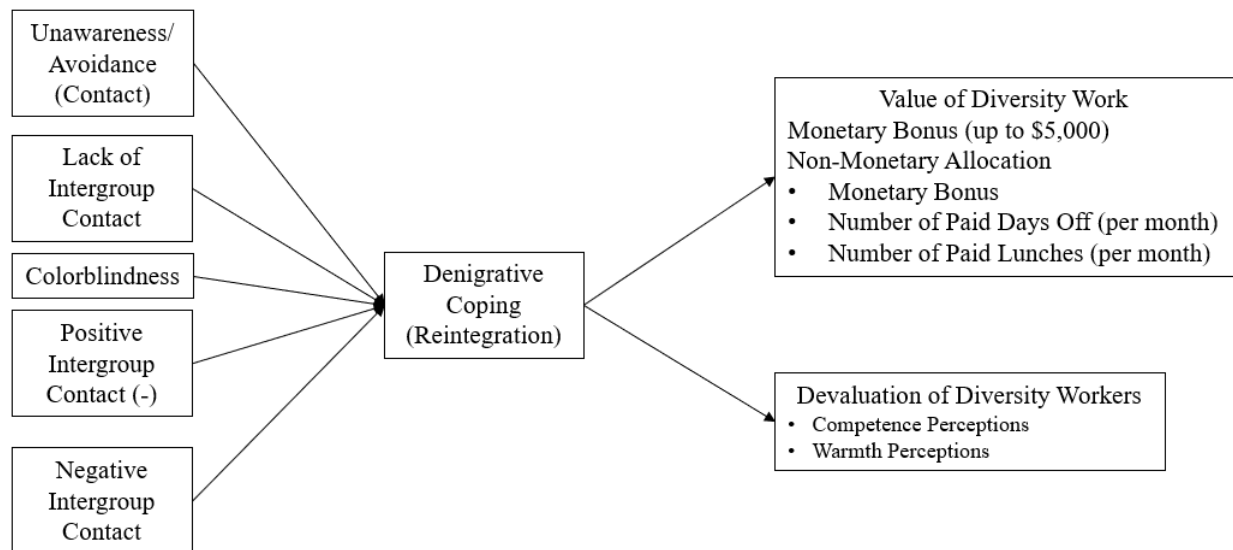 Unawareness/
Avoidance
(Contact)
Lack of
Intergroup
Contact
Colorblindness
Positive
Intergroup
Contact (-)
Negative
Intergroup
Contact
Denigrative
Coping
(Reintegration)
Value of Diversity Work
Monetary Bonus (up to $5,000)
Non-Monetary Allocation
• Monetary Bonus
• Number of Paid Days Off (per month)
• Number of Paid Lunches (per month)
Devaluation of Diversity Workers
• Competence Perceptions
• Warmth Perceptions